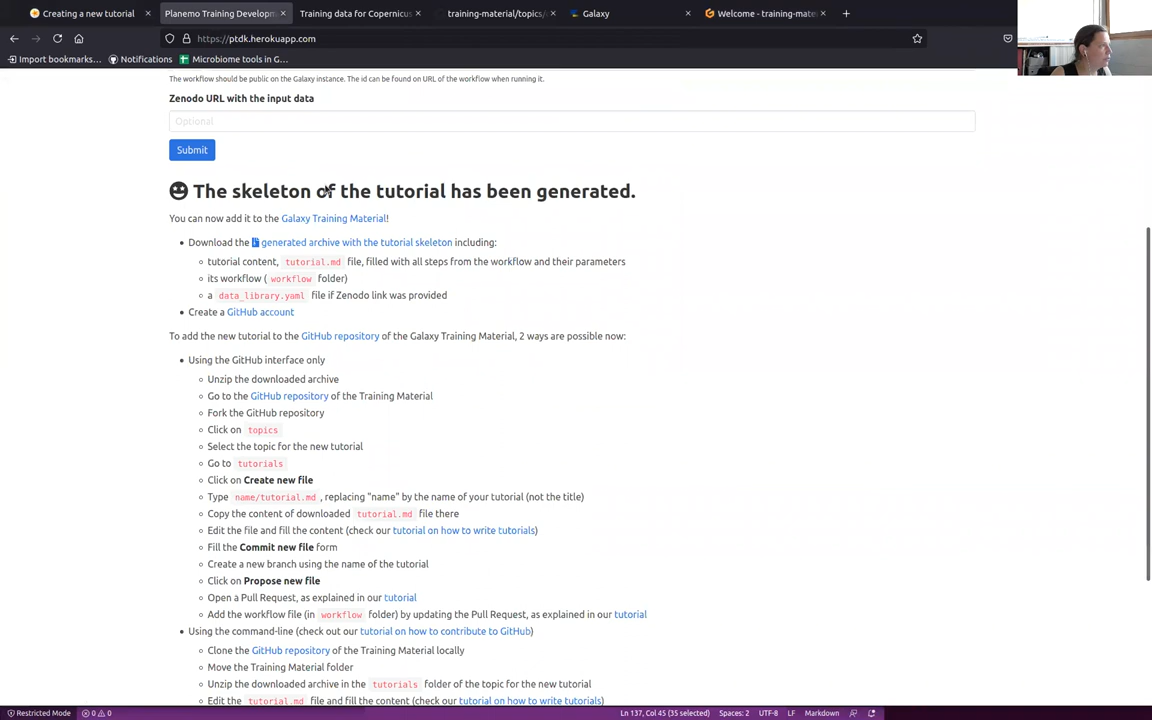 Creating a new tutorial
Planemo Training Developm
Training data for Copernicus
training-material/topics/
Galaxy
Welcome - training-mate
https://ptdk.herokuapp.com
Import bookmarks...
Notifications
Microbiome tools in G
The workflow should be public on the Galaxy instance. The id can be found on URL of the workflow when running it.
Zenodo URL with the input data
Optional
Submit
The skeleton of the tutorial has been generated.
You can now add it to the Galaxy Training Material!
Download the generated archive with the tutorial skeleton including:
tutorial content, tutorial.md file, filled with all steps from the workflow and their parameters
its workflow ( workflow folder)
a data_library.yaml file if Zenodo link was provided
Create a GitHub account
To add the new tutorial to the GitHub repository of the Galaxy Training Material, 2 ways are possible now:
Using the GitHub interface only
Unzip the downloaded archive
Go to the GitHub repository of the Training Material
Fork the GitHub repository
Click on topics
Select the topic for the new tutorial
Go to tutorials
Click on Create new file
Type name/tutorial.md , replacing "name" by the name of your tutorial (not the title)
Copy the content of downloaded tutorial.md file there
Edit the file and fill the content (check our tutorial on how to write tutorials)
Fill the Commit new file form
Create a new branch using the name of the tutorial
Click on Propose new file
Open a Pull Request, as explained in our tutorial
Add the workflow file (in workflow folder) by updating the Pull Request, as explained in our tutorial
Using the command-line (check out our tutorial on how to contribute to GitHub)
Clone the GitHub repository of the Training Material locally
Move the Training Material folder
Unzip the downloaded archive in the tutorials folder of the topic for the new tutorial
Edit the tutorial.md file and fill the content (check our tutorial on how to write tutorials)
Restricted Mode 0 0 Ln 137, Col 45 (35 selected) Spaces: 2 UTF-8 LF Markdown